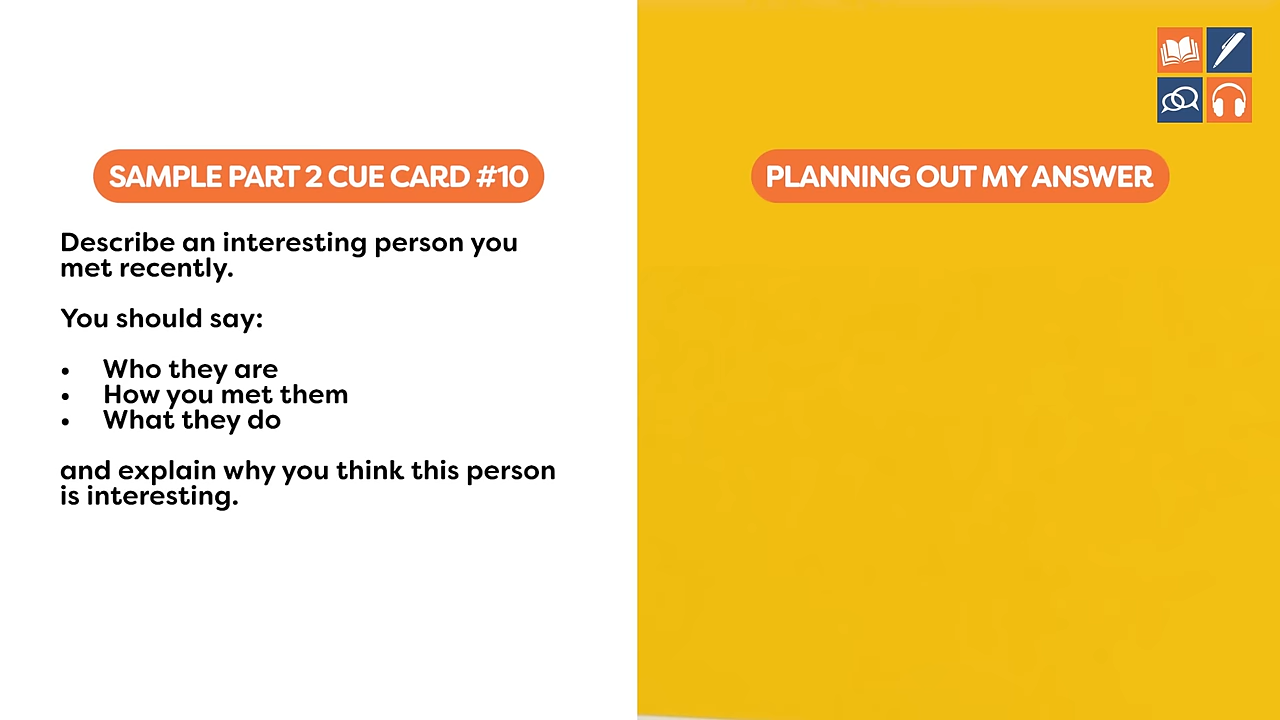 SAMPLE PART 2 CUE CARD #10
Describe an interesting person you
met recently.
You should say:
• Who they are
• How you met them
• What they do
and explain why you think this person
is interesting.
PLANNING OUT MY ANSWER